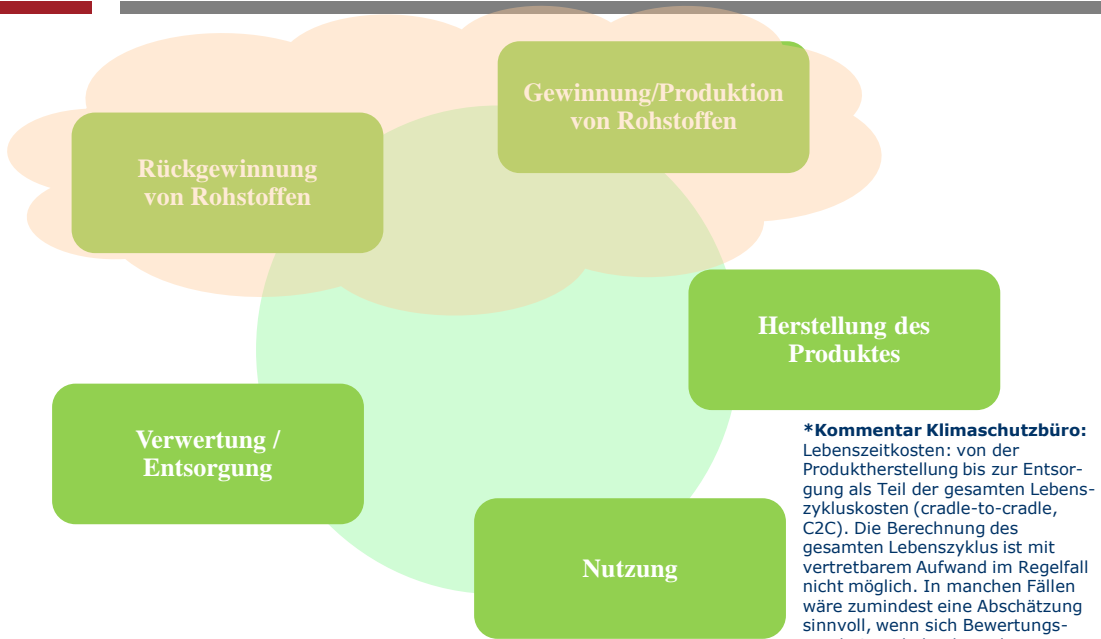 Gewinnung/Produktion
von Rohstoffen
Rückgewinnung
von Rohstoffen
Herstellung des
Produktes
Verwertung /
Entsorgung
Nutzung
*Kommentar Klimaschutzbüro:
Lebenszeitkosten: von der
Produktherstellung bis zur Entsor-
gung als Teil der gesamten Lebens-
zykluskosten (cradle-to-cradle,
C2C). Die Berechnung des
gesamten Lebenszyklus ist mit
vertretbarem Aufwand im Regelfall
nicht möglich. In manchen Fällen
wäre zumindest eine Abschätzung
sinnvoll, wenn sich Bewertungs-